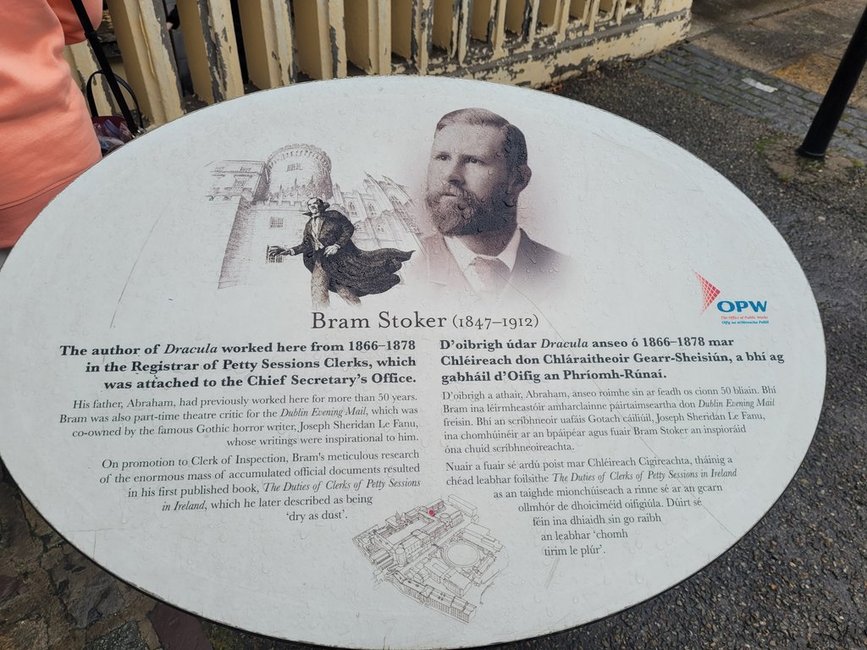 Bram Stoker (1847–1912)
The author of Dracula worked here from 1866–1878
in the Registrar of Petty Sessions Clerks, which
was attached to the Chief Secretary's Office.
His father, Abraham, had previously worked here for more than 50 years.
Bram was also part-time theatre critic for the Dublin Evening Mail, which was
co-owned by the famous Gothic horror writer, Joseph Sheridan Le Fanu,
whose writings were inspirational to him.
On promotion to Clerk of Inspection, Bram's meticulous research
of the enormous mass of accumulated official documents resulted
in his first published book, The Duties of Clerks of Petty Sessions
in Ireland, which he later described as being
'dry as dust'.
D'oibrigh údar Dracula anseo ó 1866–1878 mar
Chléireach don Chláraitheoir Gearr-Sheisiún, a bhí ag
gabháil d'Oifig an Phríomh-Rúnaí.
D'oibrigh a athair, Abraham, anseo roimhe sin ar feadh os cionn 50 bliain. Bhí
Bram ina léirmheastóir amharclainne páirtaimseartha don Dublin Evening Mail
freisin. Bhí an scríbhneoir uafáis Gotach cáiliúil, Joseph Sheridan Le Fanu,
ina chomhúinéir ar an bpáipéar agus fuair Bram Stoker an inspioráid
óna chuid scríbhneoireachta.
Nuair a fuair sé ardú poist mar Chléireach Cigireachta, tháinig a
chéad leabhar foilsithe The Duties of Clerks of Petty Sessions in Ireland
as an taighde mionchúiseach a rinne sé ar an gcarn
ollmhór de dhoiciméid oifigiúla. Dúirt sé
féin ina dhiaidh sin go raibh
an leabhar 'chomh
tirim le plúr'.
OPW
The Office of Public Works
Oifig na nOibreacha Poiblí